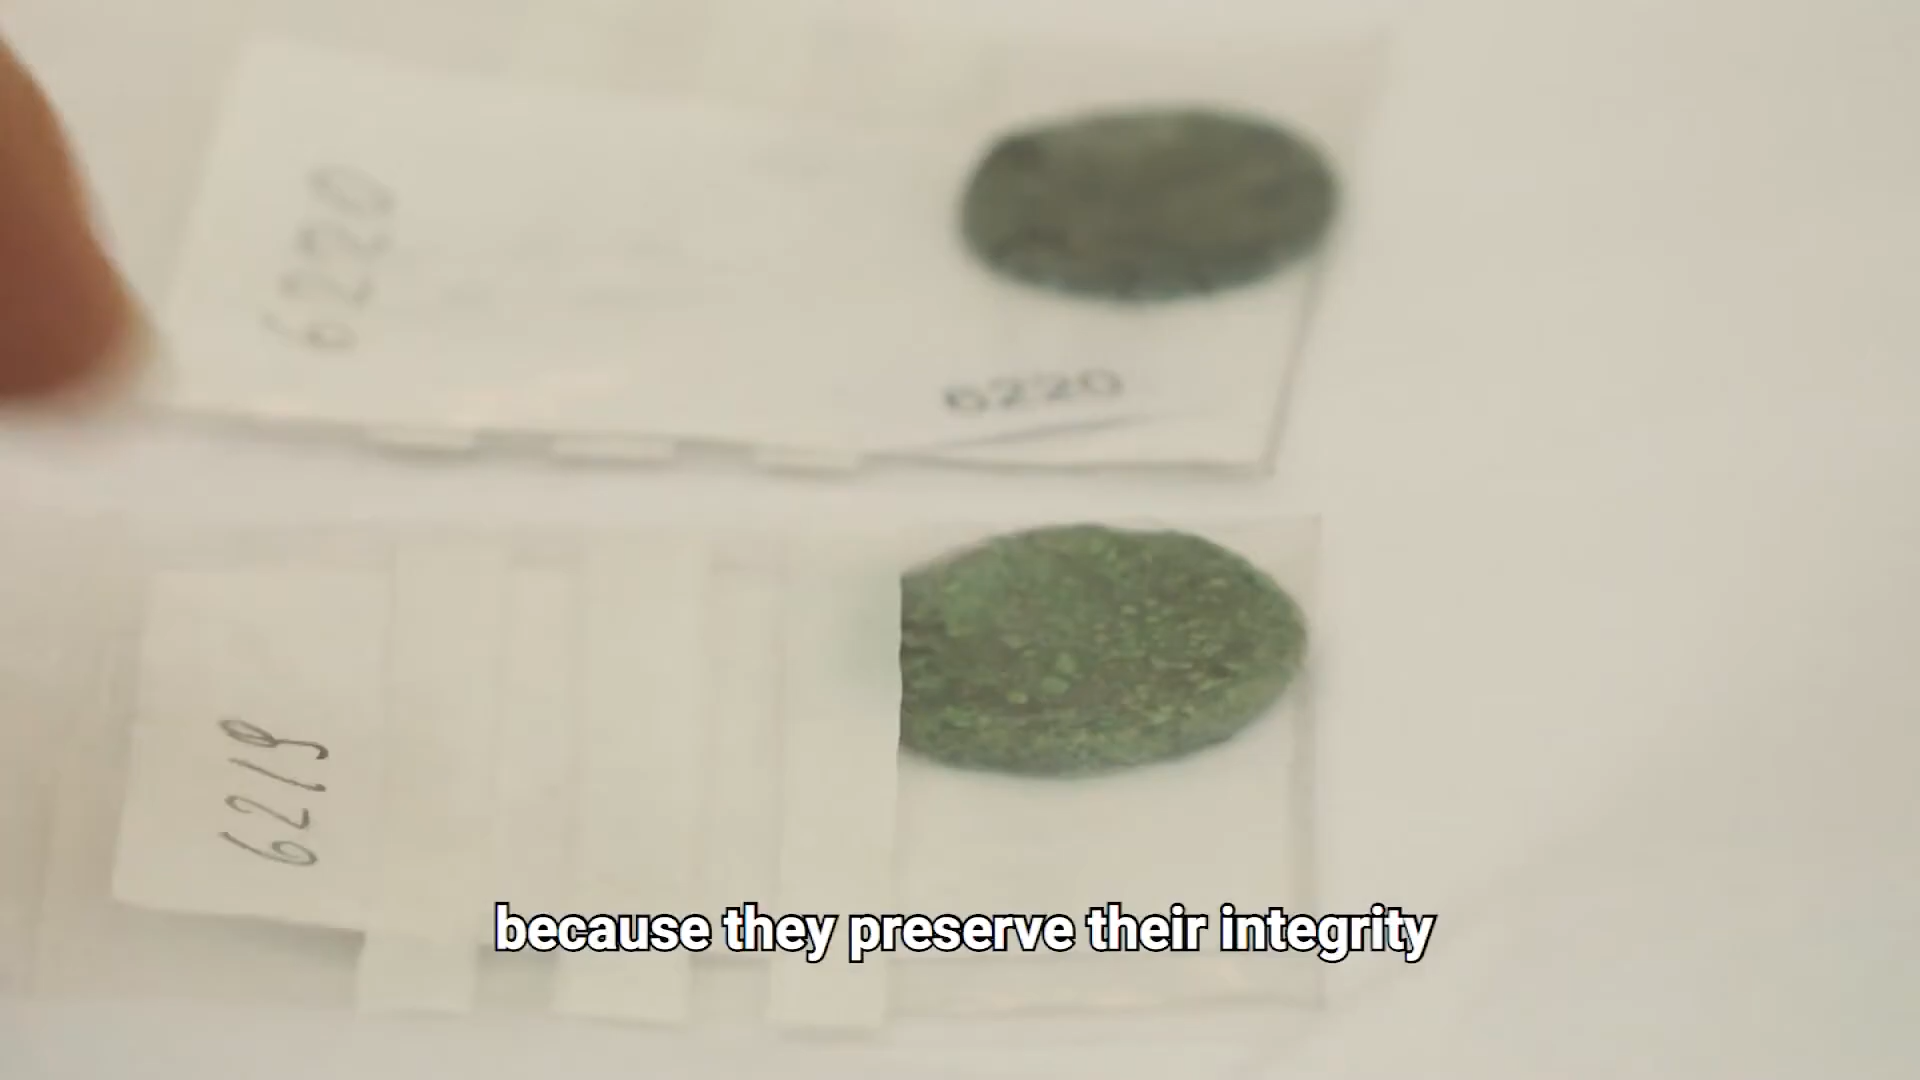 6220
6220
6219
because they preserve their integrity